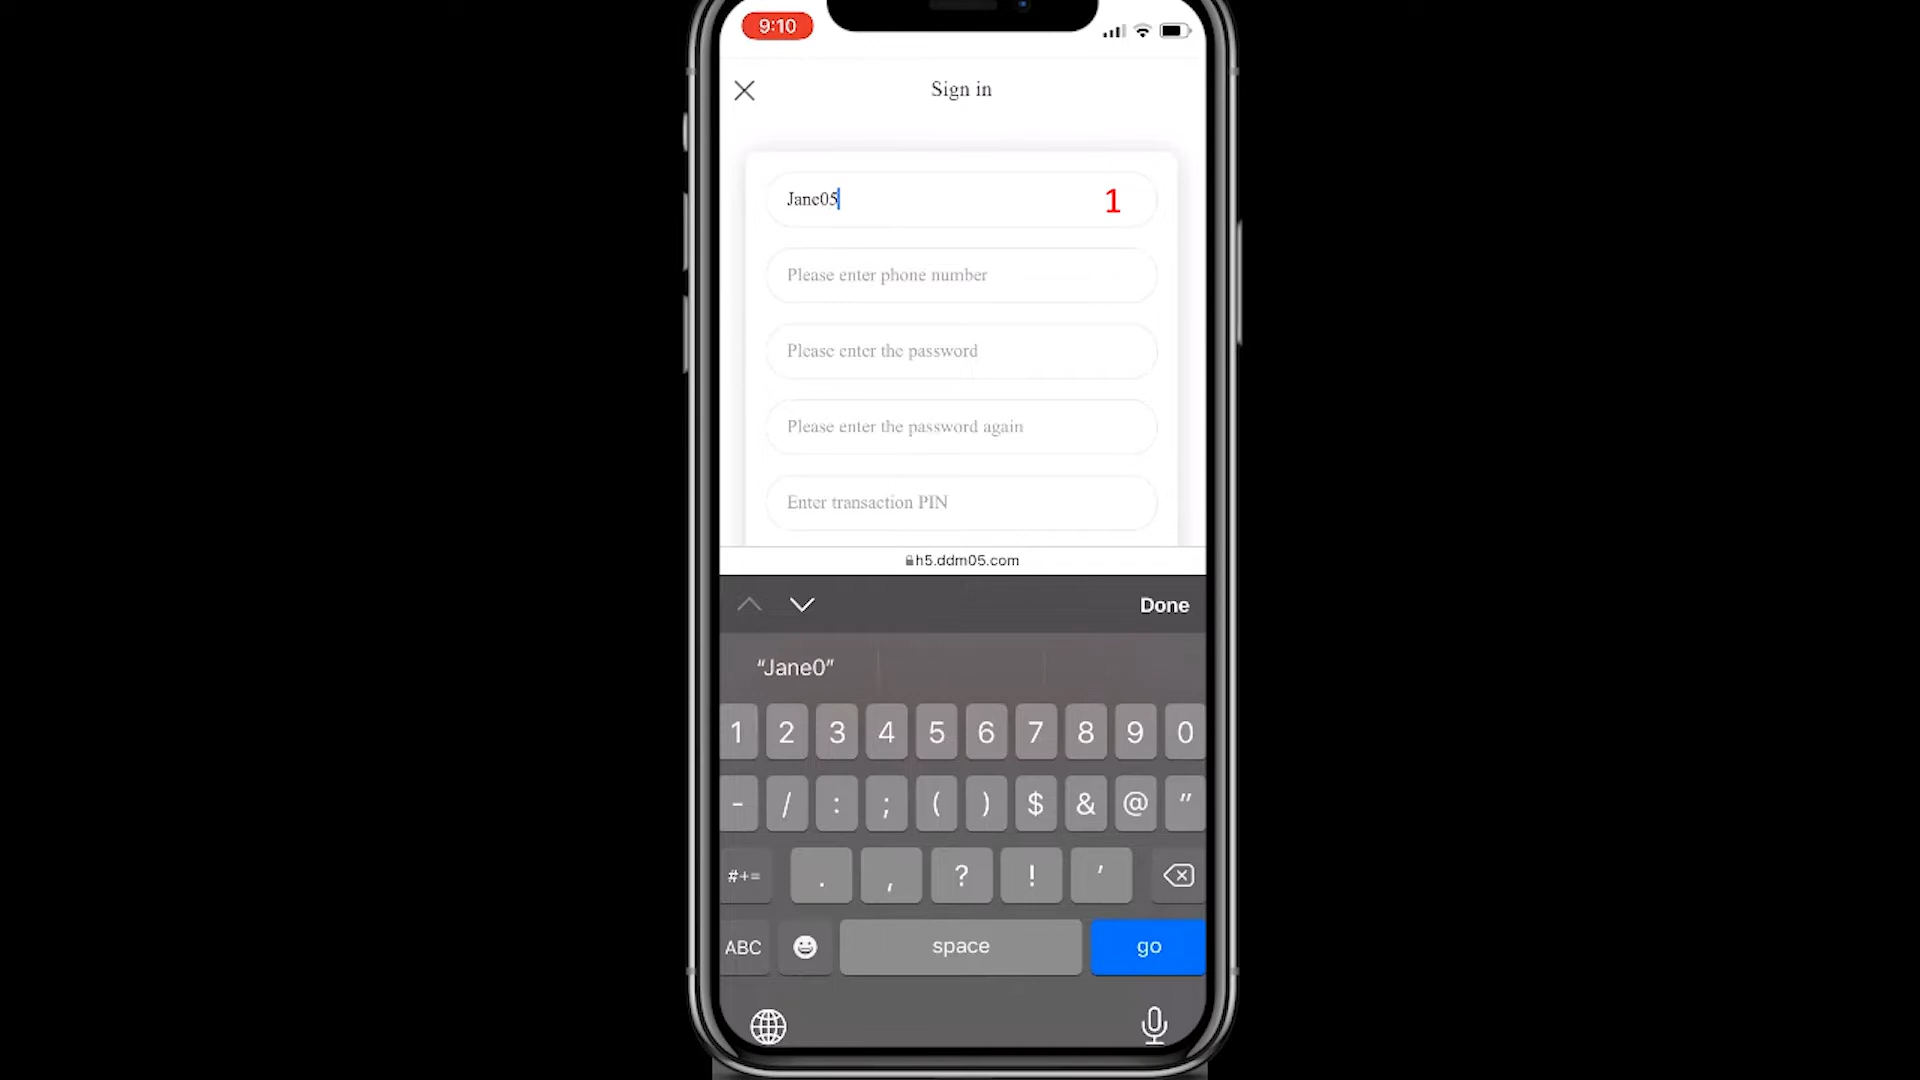 9:10
Sign in
Jane05
1
Please enter phone number
Please enter the password
Please enter the password again
Enter transaction PIN
h5.ddm05.com
Done
“Jane0”
1 2 3 4 5 6 7 8 9 0
- / : ; ( ) $ & @ "
#+= . , ? ! '
ABC space go